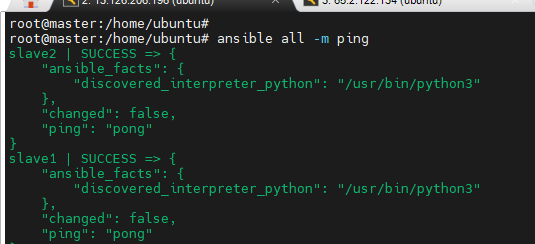 2. 13.126.206.196 (ubuntu)
3. 65.2.122.154 (ubuntu)
root@master:/home/ubuntu#
root@master:/home/ubuntu# ansible all -m ping
slave2 | SUCCESS => {
    "ansible_facts": {
        "discovered_interpreter_python": "/usr/bin/python3"
    },
    "changed": false,
    "ping": "pong"
}
slave1 | SUCCESS => {
    "ansible_facts": {
        "discovered_interpreter_python": "/usr/bin/python3"
    },
    "changed": false,
    "ping": "pong"